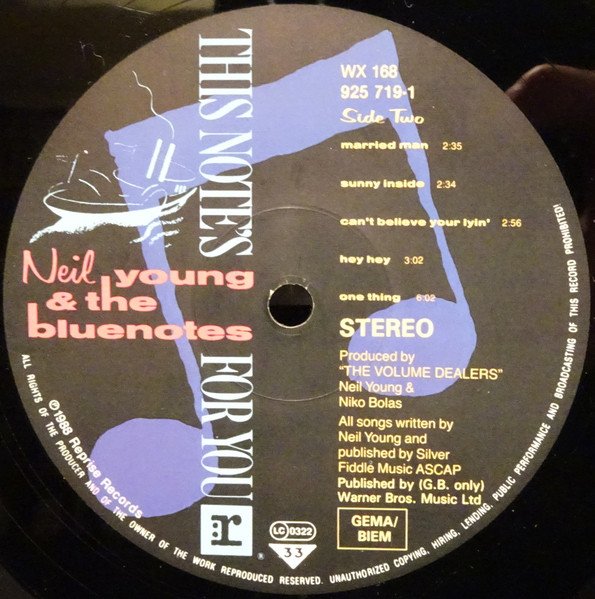 THIS NOTE'S FOR YOU
Neil young
& the
bluenotes
WX 168
925 719-1
Side Two
married man 2:35
sunny inside 2:34
can't believe your lyin' 2:56
hey hey 3:02
one thing 6:02
STEREO
Produced by
"THE VOLUME DEALERS"
Neil Young &
Niko Bolas
All songs written by
Neil Young and
published by Silver
Fiddle Music ASCAP
Published by (G.B. only)
Warner Bros. Music Ltd.
GEMA/
BIEM
r
®
LC 0322
33
℗1988 Reprise Records
ALL RIGHTS OF THE PRODUCER AND OF THE OWNER OF THE WORK REPRODUCED RESERVED. UNAUTHORIZED COPYING, HIRING, LENDING, PUBLIC PERFORMANCE AND BROADCASTING OF THIS RECORD PROHIBITED!